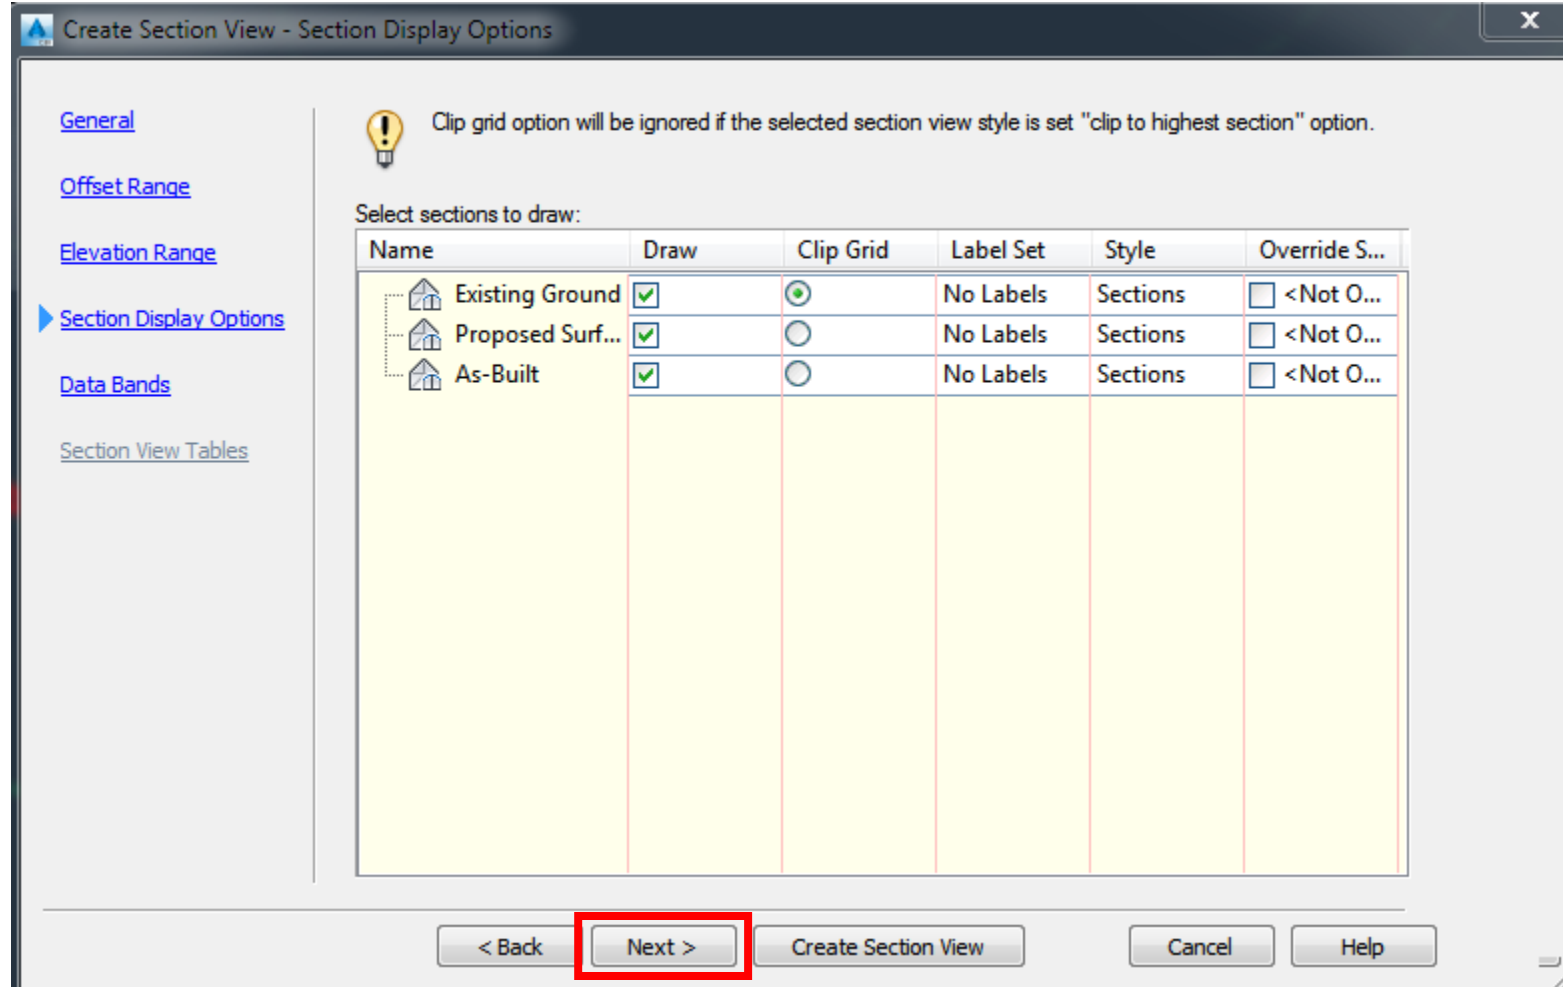 Create Section View - Section Display Options
General
Offset Range
Elevation Range
Section Display Options
Data Bands
Section View Tables
Clip grid option will be ignored if the selected section view style is set "clip to highest section" option.
Select sections to draw:
Name Draw Clip Grid Label Set Style Override S...
Existing Ground No Labels Sections <Not O...
Proposed Surf... No Labels Sections <Not O...
As-Built No Labels Sections <Not O...
< Back Next > Create Section View Cancel Help